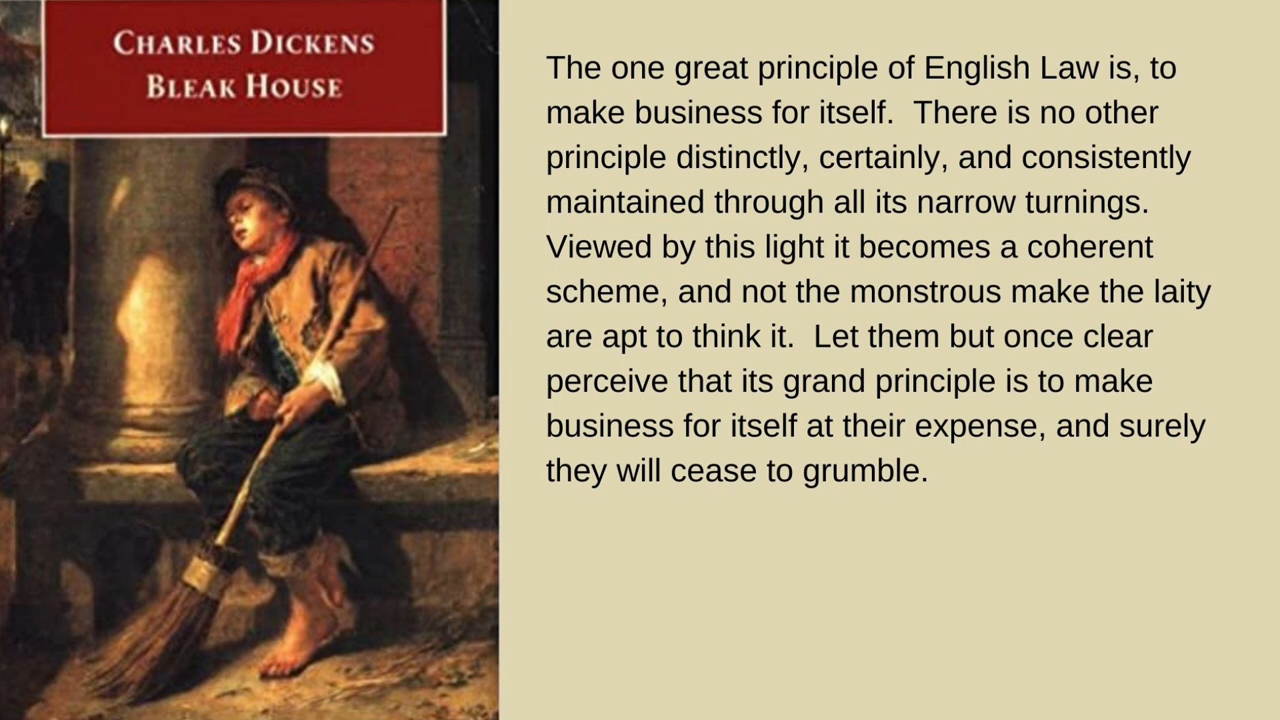 CHARLES DICKENS
BLEAK HOUSE
The one great principle of English Law is, to
make business for itself.  There is no other
principle distinctly, certainly, and consistently
maintained through all its narrow turnings.
Viewed by this light it becomes a coherent
scheme, and not the monstrous make the laity
are apt to think it.  Let them but once clear
perceive that its grand principle is to make
business for itself at their expense, and surely
they will cease to grumble.